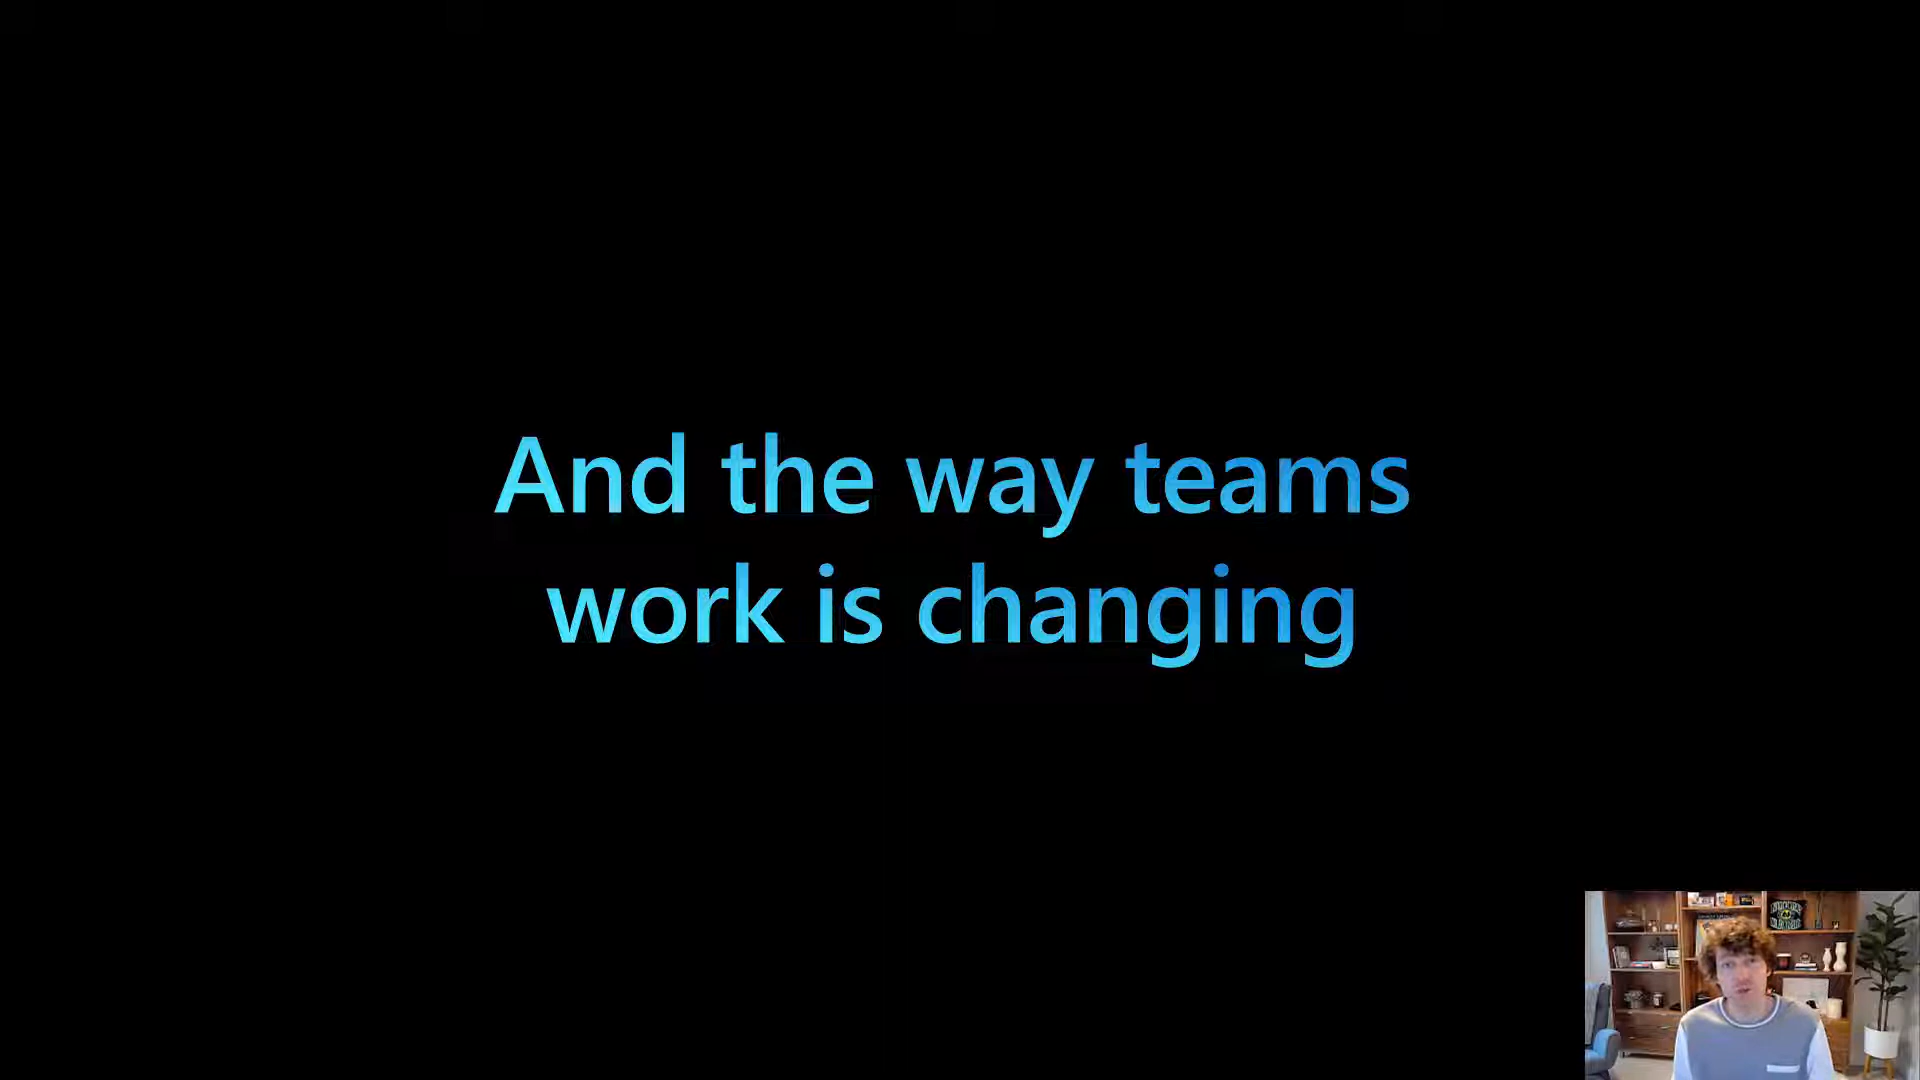 And the way teams
work is changing